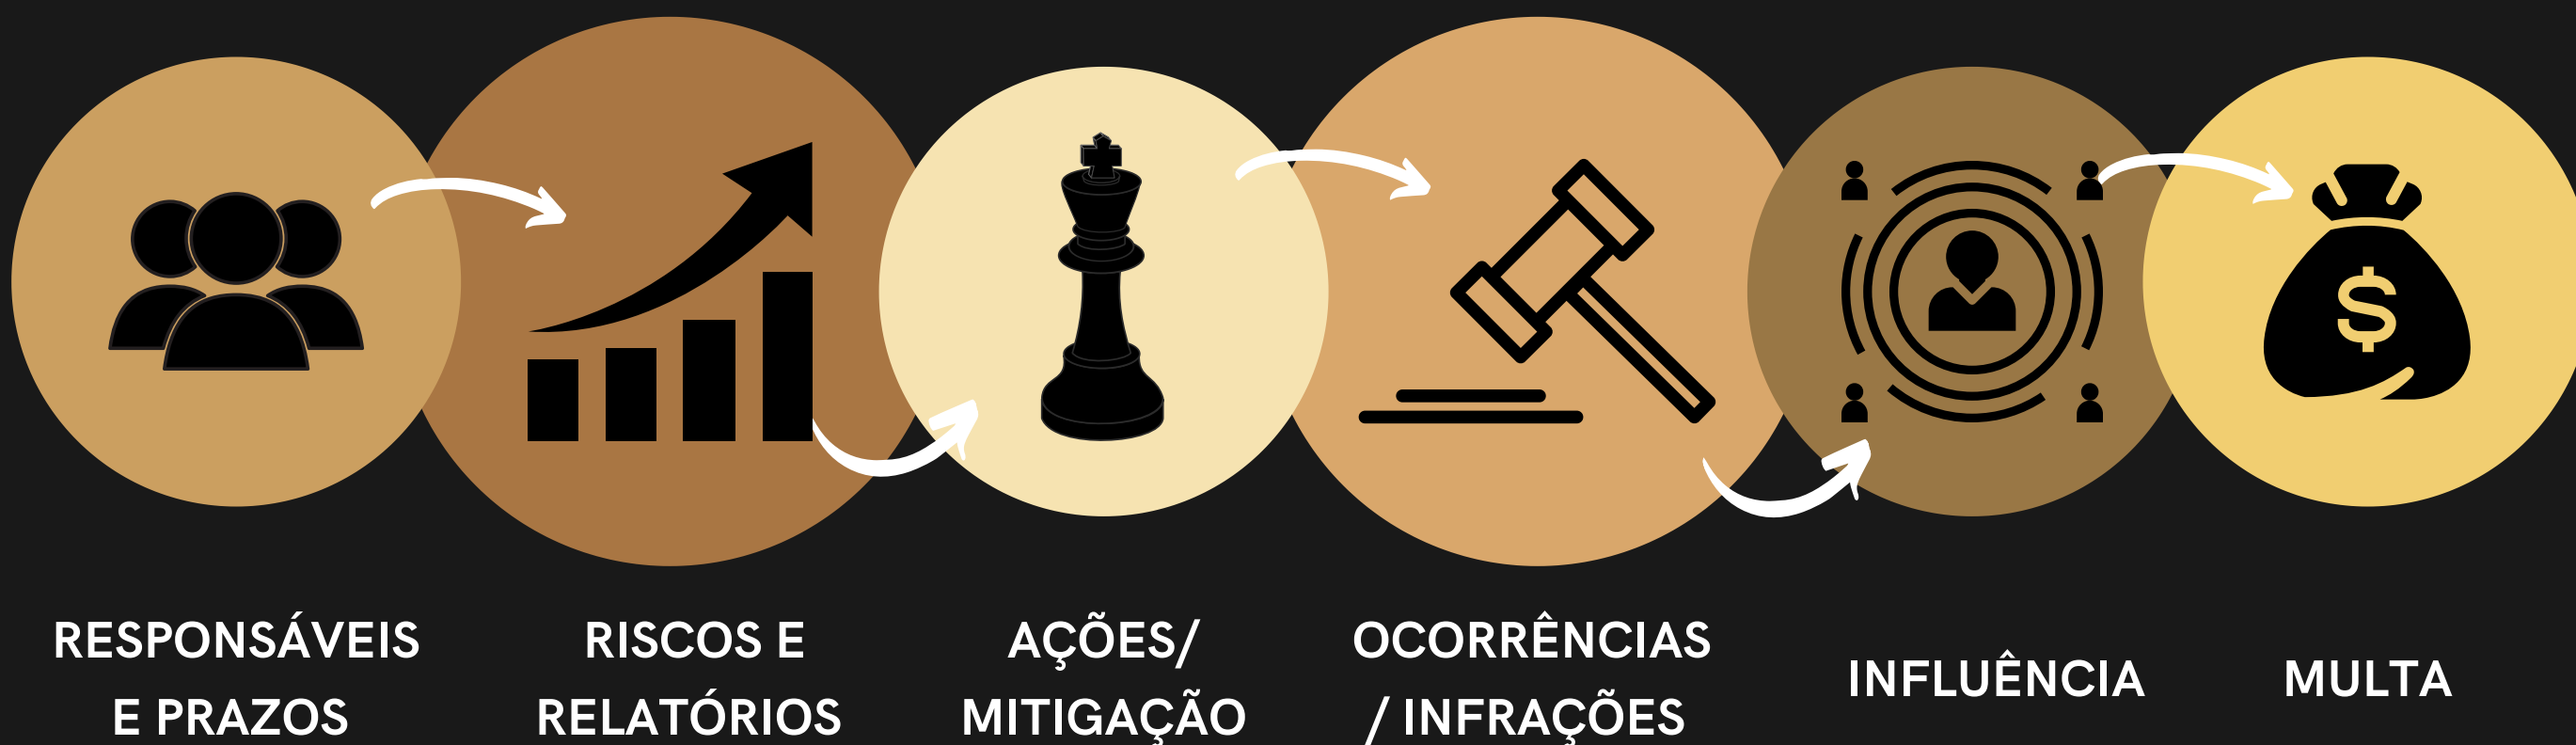 RESPONSÁVEIS
E PRAZOS
RISCOS E
RELATÓRIOS
AÇÕES/
MITIGAÇÃO
OCORRÊNCIAS
/ INFRAÇÕES
INFLUÊNCIA
MULTA
$